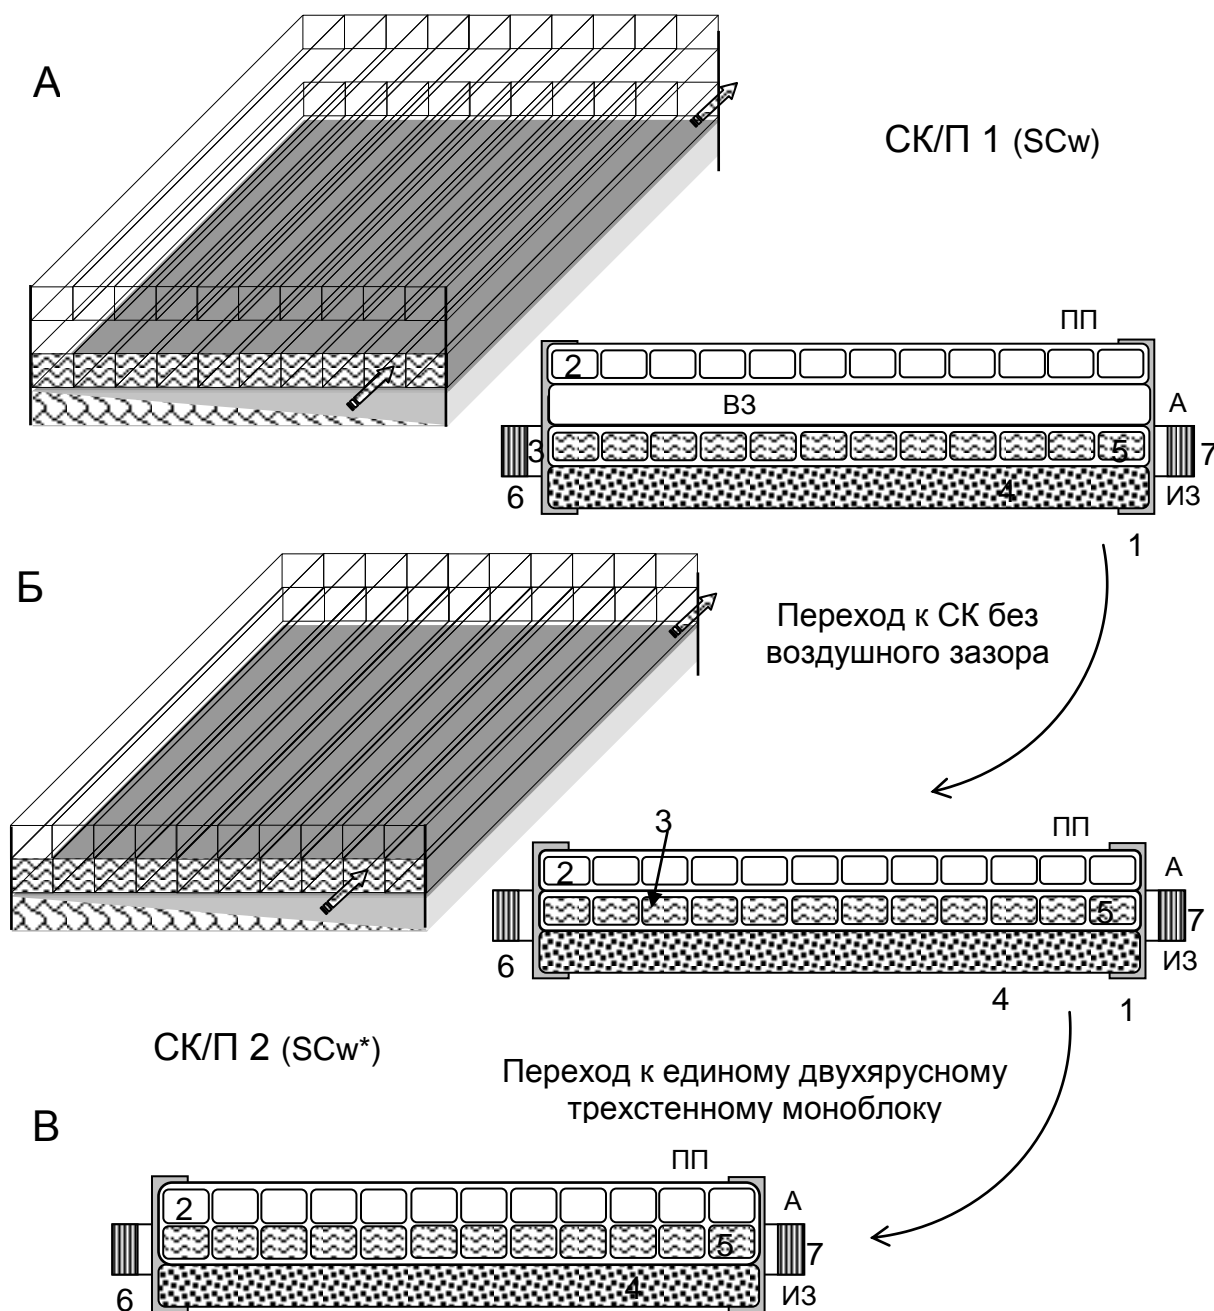 А
СК/П 1 (SCw)
ПП
2
ВЗ
А
3
5
7
4
6
ИЗ
1
Б
Переход к СК без
воздушного зазора
3
ПП
2
А
5
7
6
ИЗ
4
1
СК/П 2 (SCw*)
Переход к единому двухярусному
трехстенному моноблоку
В
ПП
2
А
5
7
4
6
ИЗ